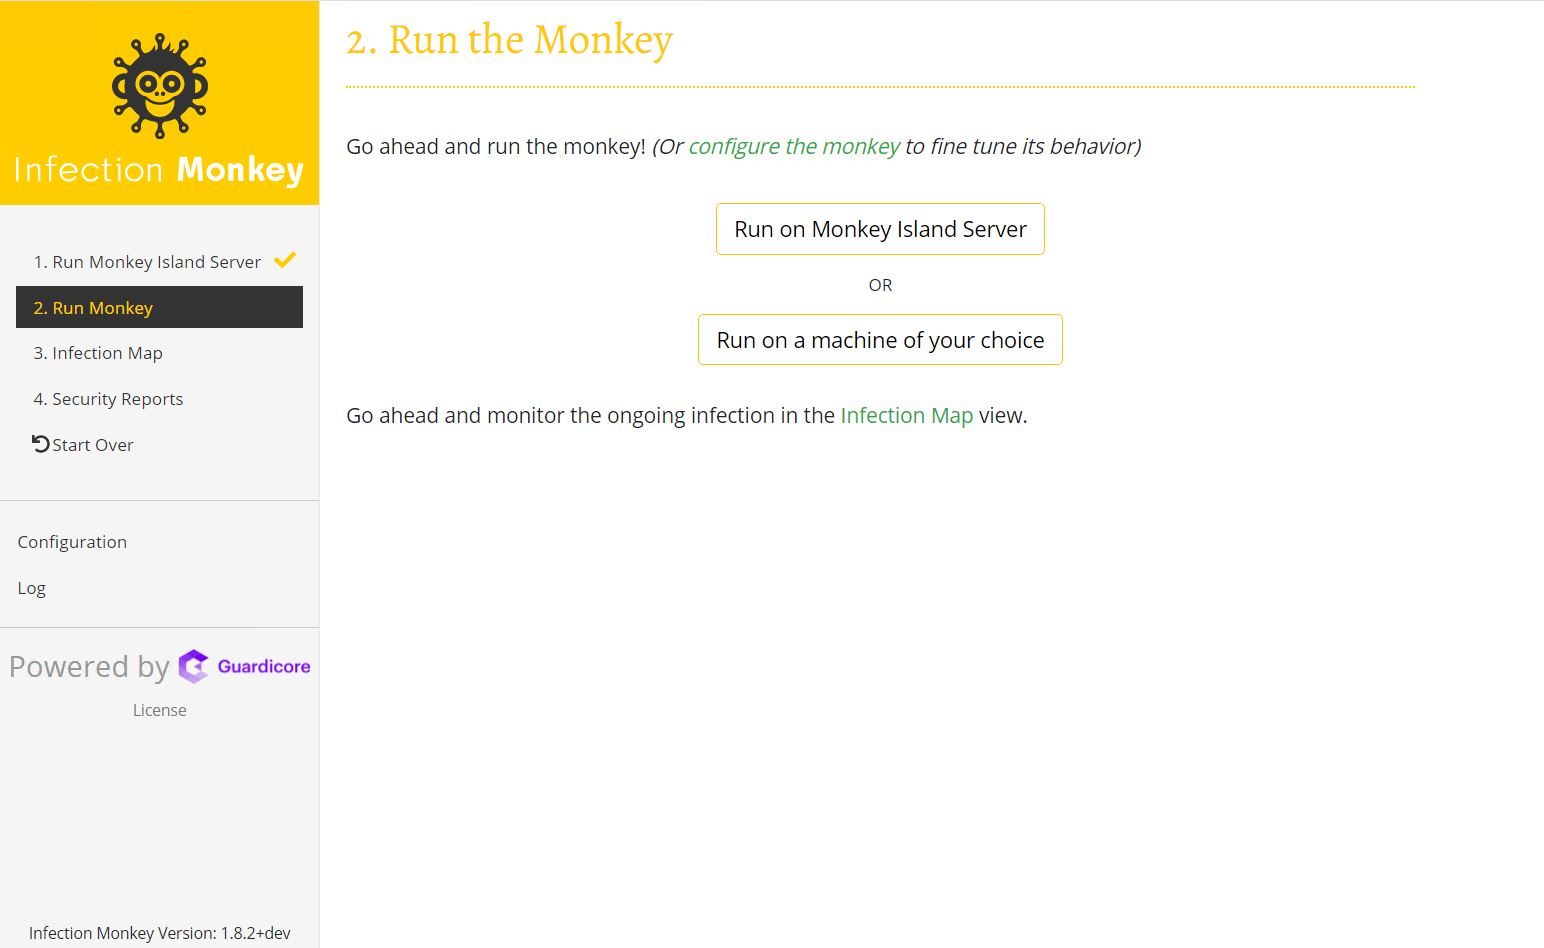 Infection Monkey
1. Run Monkey Island Server
2. Run Monkey
3. Infection Map
4. Security Reports
Start Over
Configuration
Log
Powered by Guardicore
License
Infection Monkey Version: 1.8.2+dev
2. Run the Monkey
Go ahead and run the monkey! (Or configure the monkey to fine tune its behavior)
Run on Monkey Island Server
OR
Run on a machine of your choice
Go ahead and monitor the ongoing infection in the Infection Map view.